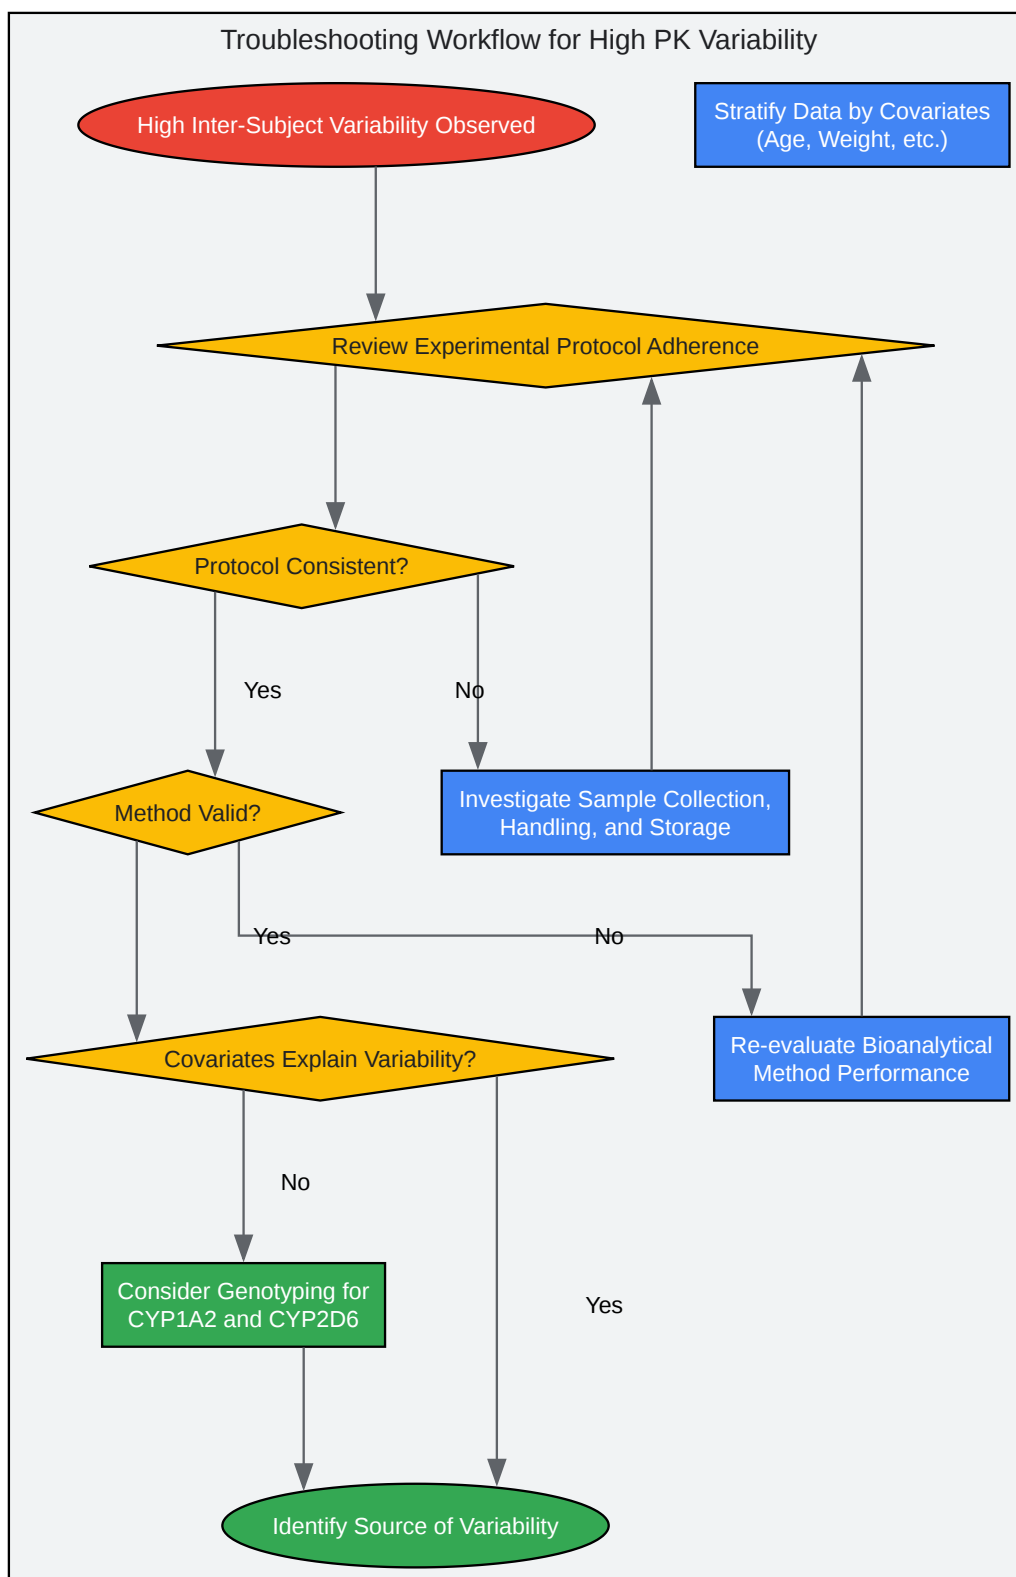 Troubleshooting Workflow for High PK Variability
High Inter-Subject Variability Observed
Stratify Data by Covariates
(Age, Weight, etc.)
Review Experimental Protocol Adherence
Protocol Consistent?
Yes
No
Method Valid?
Investigate Sample Collection,
Handling, and Storage
Yes
No
Covariates Explain Variability?
Re-evaluate Bioanalytical
Method Performance
No
Consider Genotyping for
CYP1A2 and CYP2D6
Yes
Identify Source of Variability